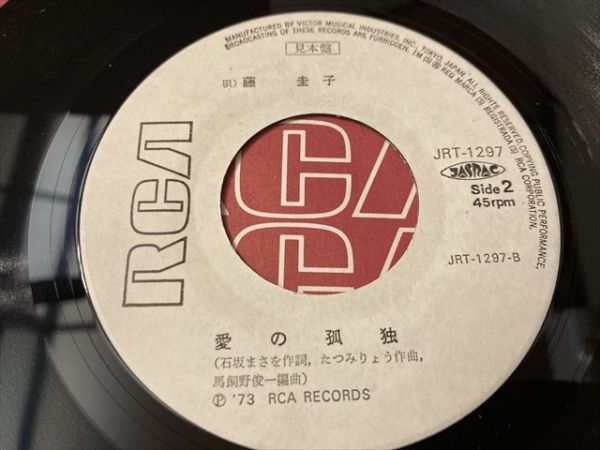 MANUFACTURED BY VICTOR MUSICAL INDUSTRIES, INC., TOKYO, JAPAN. ALL RIGHTS RESERVED. COPYING PUBLIC PERFORMANCE,
BROADCASTING OF THESE RECORDS ARE FORBIDDEN. TM(S) ® REG MARCA(S) REGISTRADA(S) RCA CORPORATION.
見本盤
唄) 藤 圭子
RCA
JRT-1297
JASRAC
Side 2
45rpm
JRT-1297-B
愛の孤独
(石坂まさを作詞, たつみりょう作曲,
馬飼野俊一編曲)
Ⓟ '73 RCA RECORDS